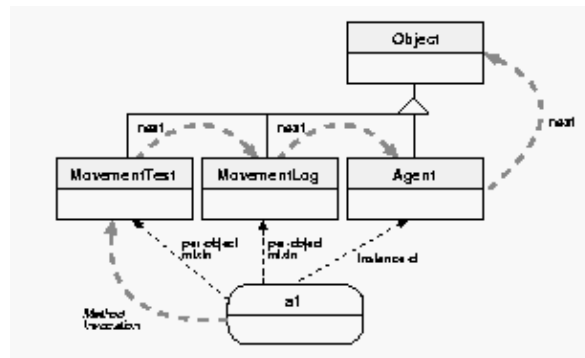 Object
next
next
next
MovementTest
MovementLog
Agent
per-object
mixin
per-object
mixin
instance-of
a1
Method
Invocation